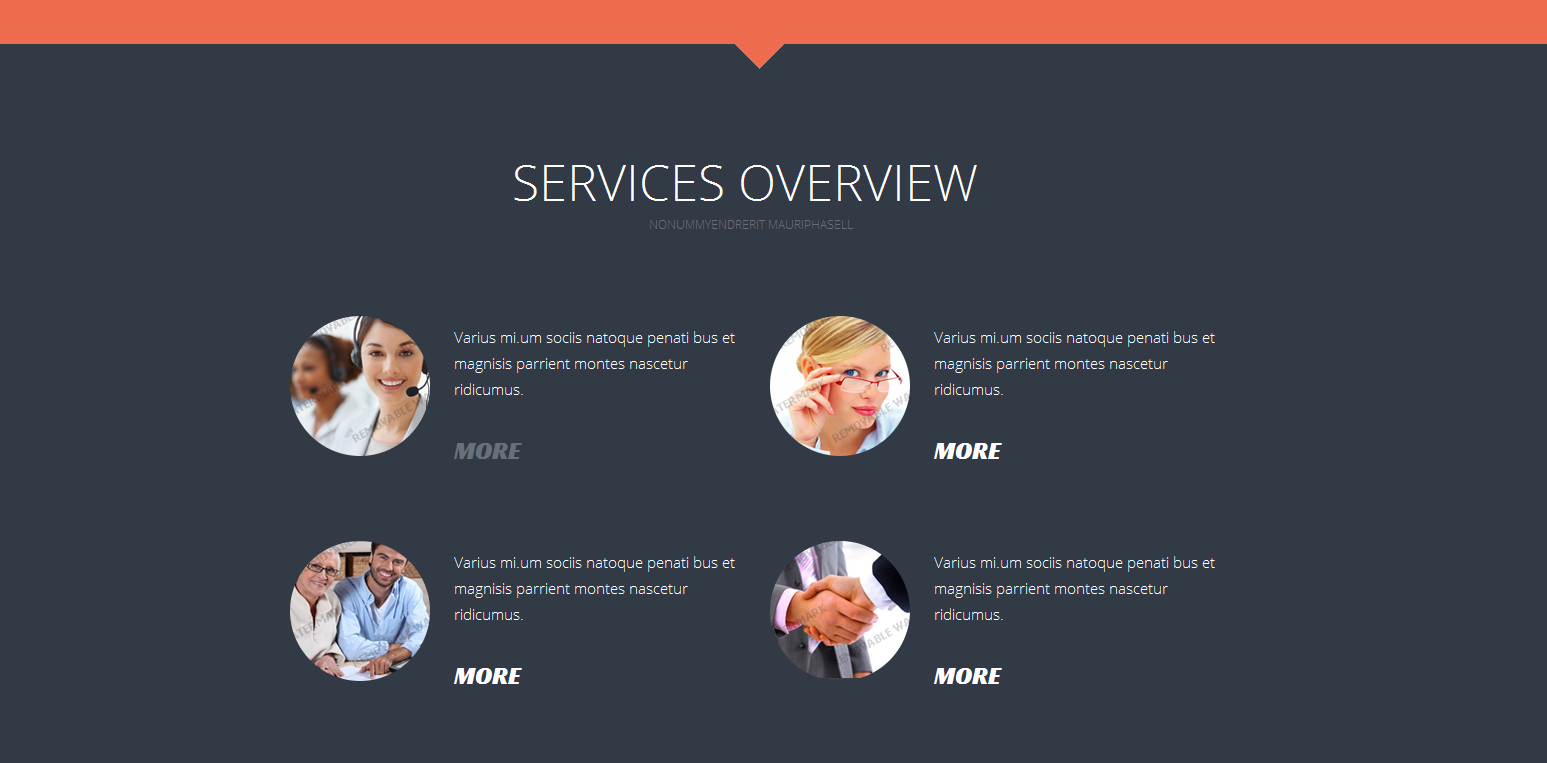 SERVICES OVERVIEW
NONUMMYENDRERIT MAURIPHASELL
Varius mi.um sociis natoque penati bus et
magnisis parrient montes nascetur
ridicumus.
MORE
Varius mi.um sociis natoque penati bus et
magnisis parrient montes nascetur
ridicumus.
MORE
Varius mi.um sociis natoque penati bus et
magnisis parrient montes nascetur
ridicumus.
MORE
Varius mi.um sociis natoque penati bus et
magnisis parrient montes nascetur
ridicumus.
MORE